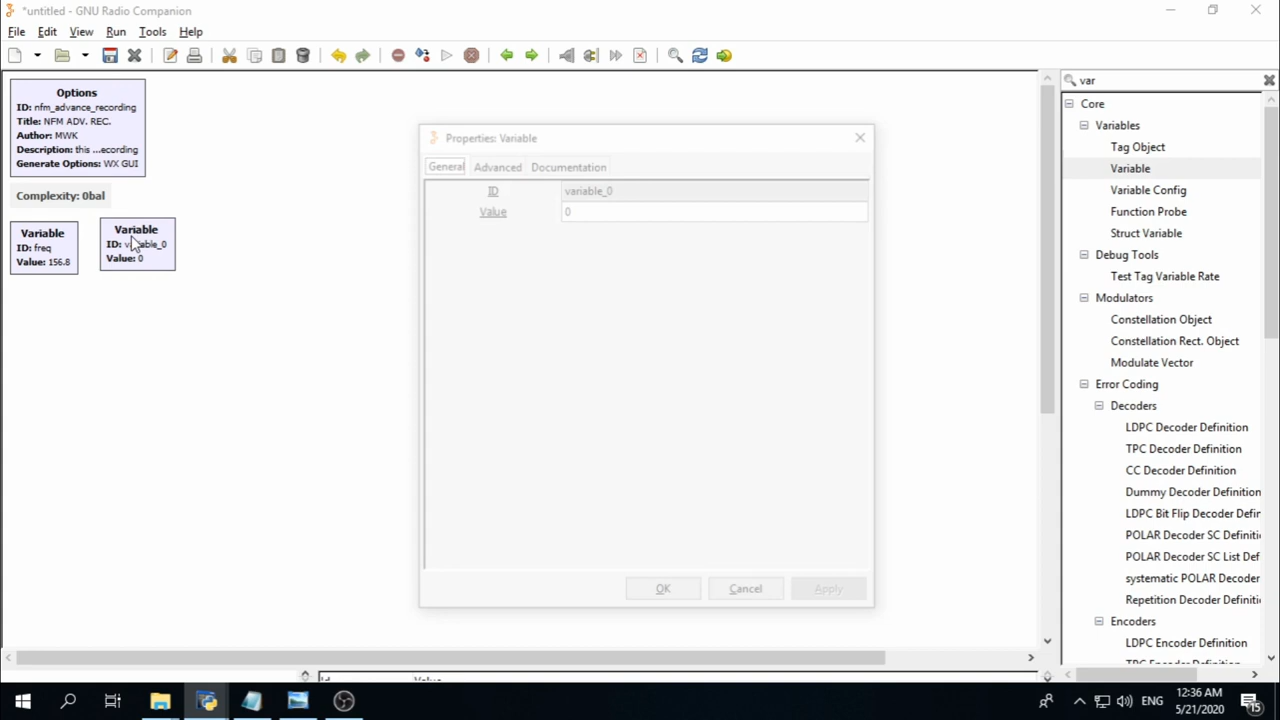 *untitled - GNU Radio Companion
File Edit View Run Tools Help
Options
ID: nfm_advance_recording
Title: NFM ADV. REC.
Author: MWK
Description: this ...ecording
Generate Options: WX GUI
Complexity: 0bal
Variable
ID: freq
Value: 156.8
Variable
ID: variable_0
Value: 0
Properties: Variable
General Advanced Documentation
ID variable_0
Value 0
OK Cancel Apply
var
Core
Variables
Tag Object
Variable
Variable Config
Function Probe
Struct Variable
Debug Tools
Test Tag Variable Rate
Modulators
Constellation Object
Constellation Rect. Object
Modulate Vector
Error Coding
Decoders
LDPC Decoder Definition
TPC Decoder Definition
CC Decoder Definition
Dummy Decoder Definition
LDPC Bit Flip Decoder Defir
POLAR Decoder SC Definiti
POLAR Decoder SC List Def
systematic POLAR Decoder
Repetition Decoder Definiti
Encoders
LDPC Encoder Definition
TPC Encoder Definition
Id Value
ENG
12:36 AM
5/21/2020
15